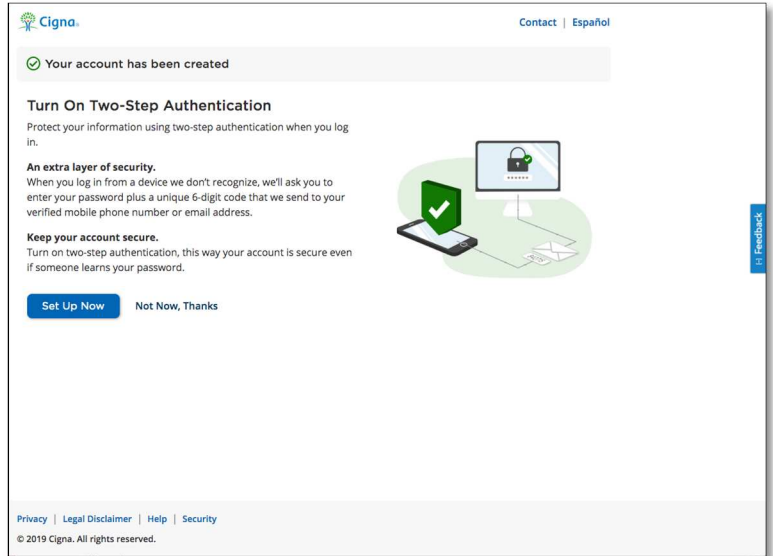 Cigna.
Contact | Español
Your account has been created
Turn On Two-Step Authentication
Protect your information using two-step authentication when you log
in.
An extra layer of security.
When you log in from a device we don't recognize, we'll ask you to
enter your password plus a unique 6-digit code that we send to your
verified mobile phone number or email address.
Keep your account secure.
Turn on two-step authentication, this way your account is secure even
if someone learns your password.
Set Up Now
Not Now, Thanks
******
AUTH
Feedback
Privacy | Legal Disclaimer | Help | Security
© 2019 Cigna. All rights reserved.